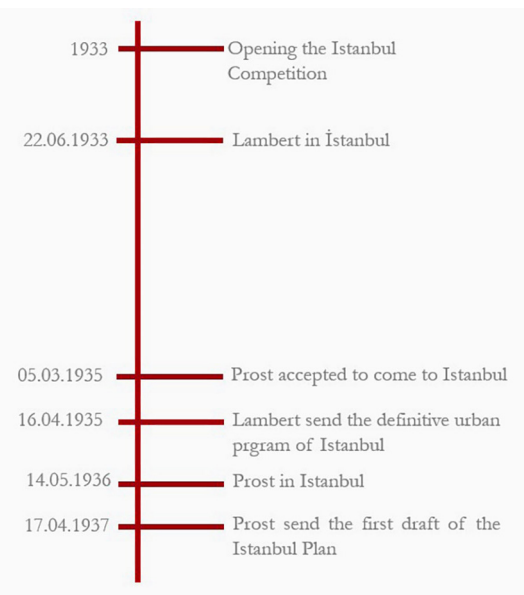 1933 Opening the Istanbul
Competition
22.06.1933 Lambert in İstanbul
05.03.1935 Prost accepted to come to Istanbul
16.04.1935 Lambert send the definitive urban
prgram of Istanbul
14.05.1936 Prost in Istanbul
17.04.1937 Prost send the first draft of the
Istanbul Plan